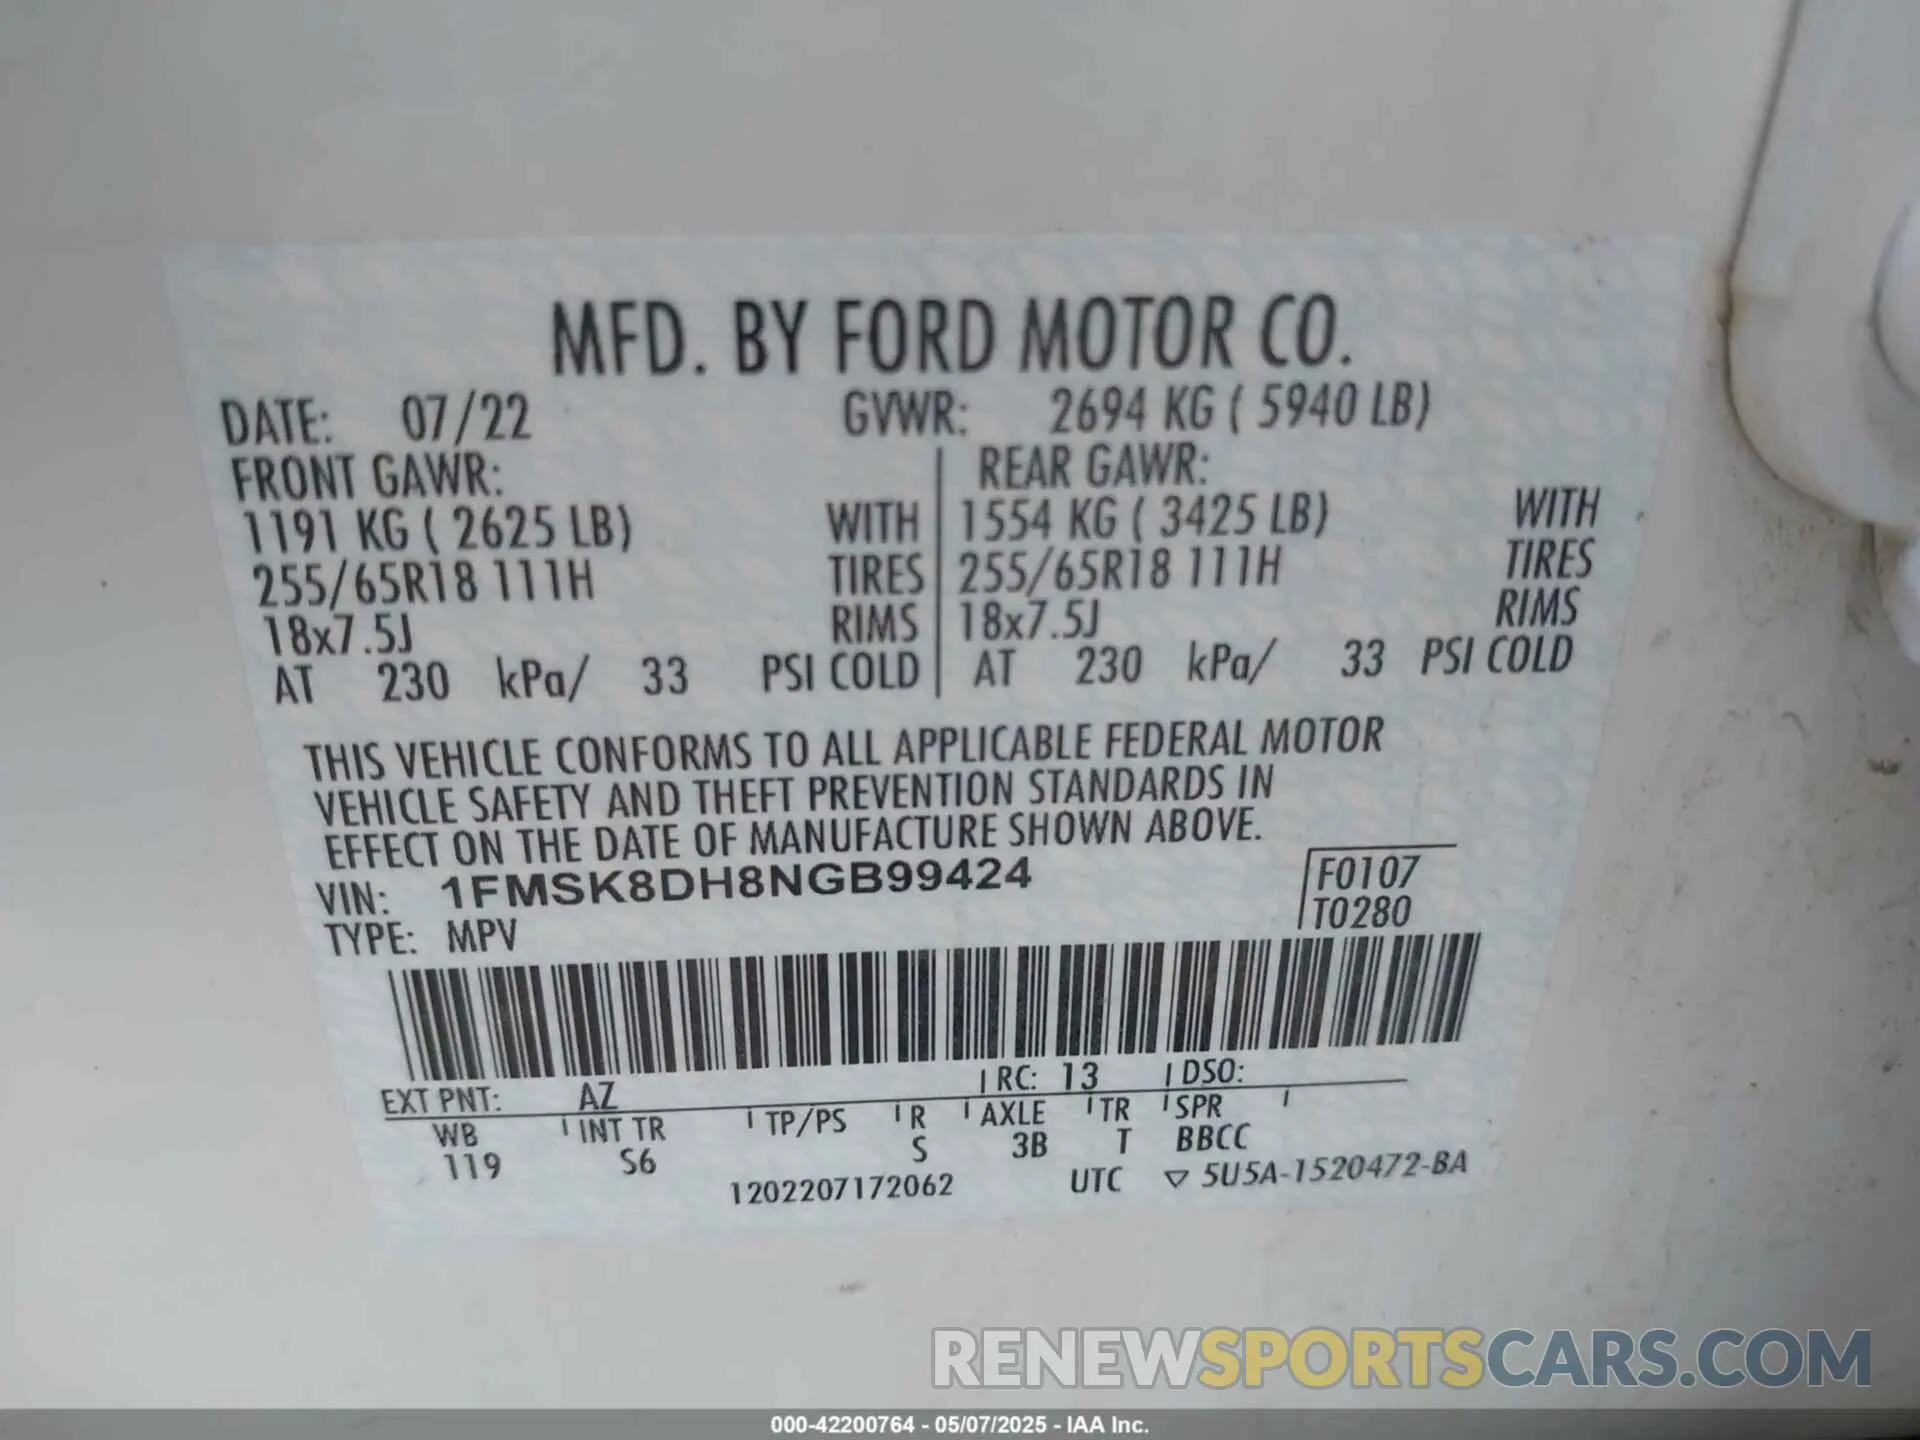 MFD. BY FORD MOTOR CO.
DATE: 07/22 GVWR: 2694 KG ( 5940 LB)
FRONT GAWR: REAR GAWR:
1191 KG ( 2625 LB) WITH 1554 KG ( 3425 LB) WITH
255/65R18 111H TIRES 255/65R18 111H TIRES
18x7.5J RIMS 18x7.5J RIMS
AT 230 kPa/ 33 PSI COLD AT 230 kPa/ 33 PSI COLD
THIS VEHICLE CONFORMS TO ALL APPLICABLE FEDERAL MOTOR
VEHICLE SAFETY AND THEFT PREVENTION STANDARDS IN
EFFECT ON THE DATE OF MANUFACTURE SHOWN ABOVE.
VIN: 1FMSK8DH8NGB99424 F0107
TYPE: MPV T0280
EXT PNT: AZ RC: 13 DSO:
WB INT TR TP/PS R AXLE TR SPR
119 S6 S 3B T BBCC
1202207172062 UTC ▽ 5U5A-1520472-BA
RENEWSPORTSCARS.COM
000-42200764 - 05/07/2025 - IAA Inc.